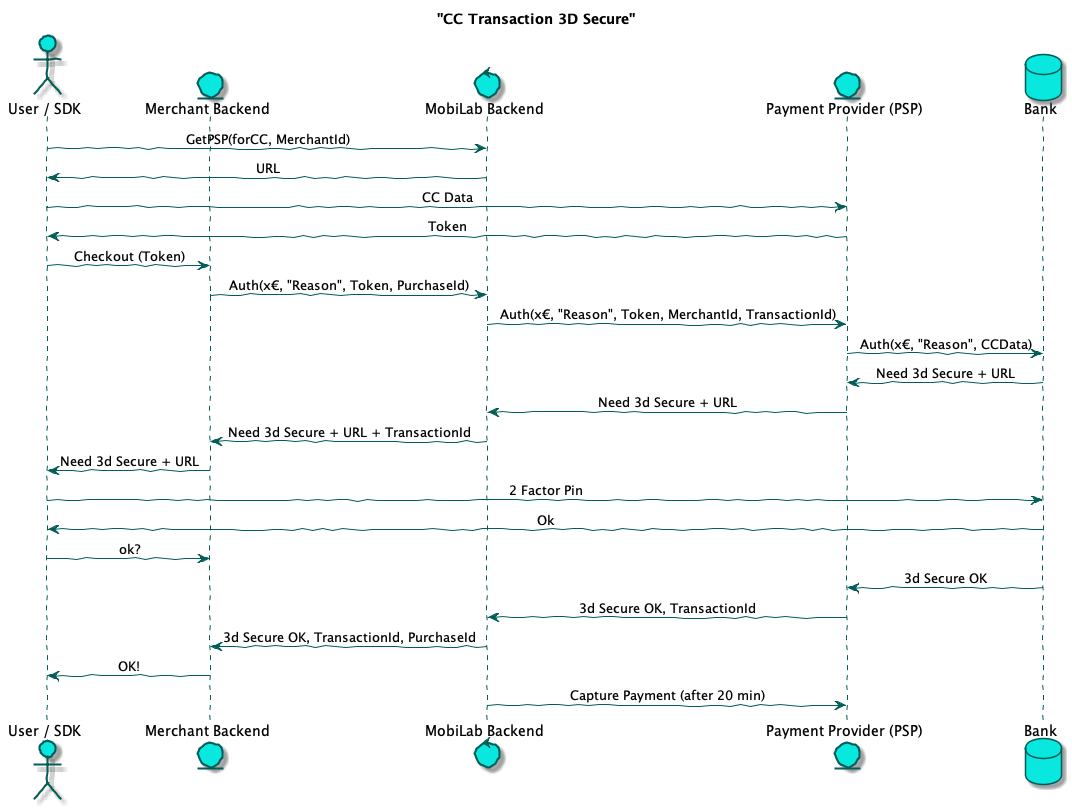 "CC Transaction 3D Secure"
User / SDK
Merchant Backend
MobiLab Backend
Payment Provider (PSP)
Bank
GetPSP(forCC, MerchantId)
URL
CC Data
Token
Checkout (Token)
Auth(x€, "Reason", Token, PurchaseId)
Auth(x€, "Reason", Token, MerchantId, TransactionId)
Auth(x€, "Reason", CCData)
Need 3d Secure + URL
Need 3d Secure + URL
Need 3d Secure + URL + TransactionId
Need 3d Secure + URL
2 Factor Pin
Ok
ok?
3d Secure OK
3d Secure OK, TransactionId
3d Secure OK, TransactionId, PurchaseId
OK!
Capture Payment (after 20 min)
User / SDK
Merchant Backend
MobiLab Backend
Payment Provider (PSP)
Bank